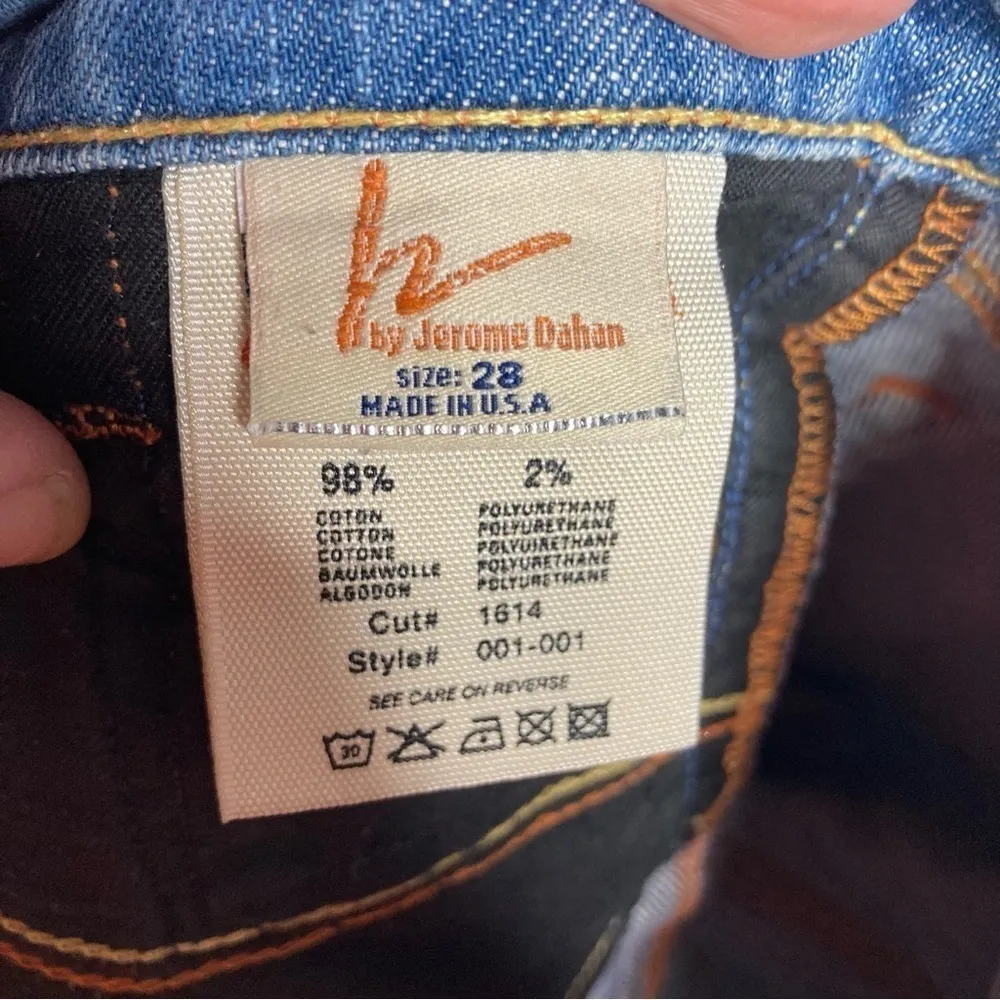 h
by Jerome Dahan
size: 28
MADE IN U.S.A
98% 2%
COTON POLYURETHANE
COTTON POLYURETHANE
COTONE POLYUIRETHANE
BAUMWOLLE POLYURETHANE
ALGODON POLYURETHANE
Cut# 1614
Style# 001-001
SEE CARE ON REVERSE
30